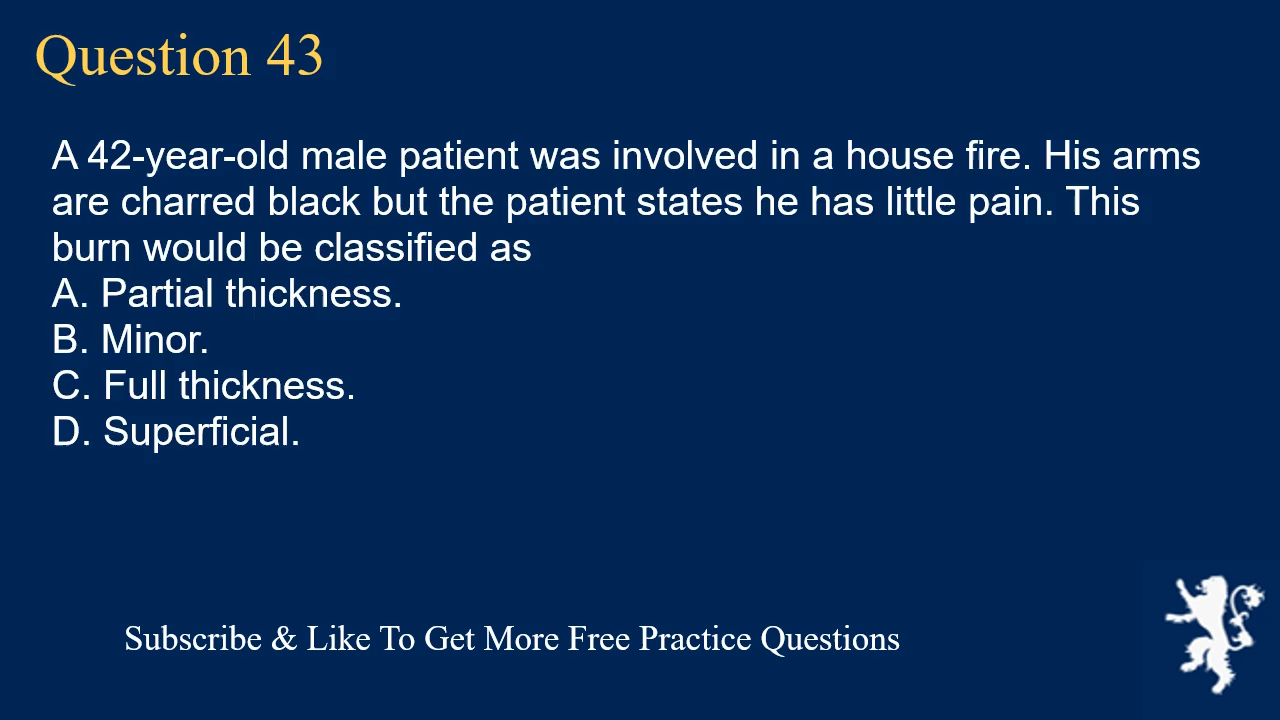 Question 43
A 42-year-old male patient was involved in a house fire. His arms
are charred black but the patient states he has little pain. This
burn would be classified as
A. Partial thickness.
B. Minor.
C. Full thickness.
D. Superficial.
Subscribe & Like To Get More Free Practice Questions